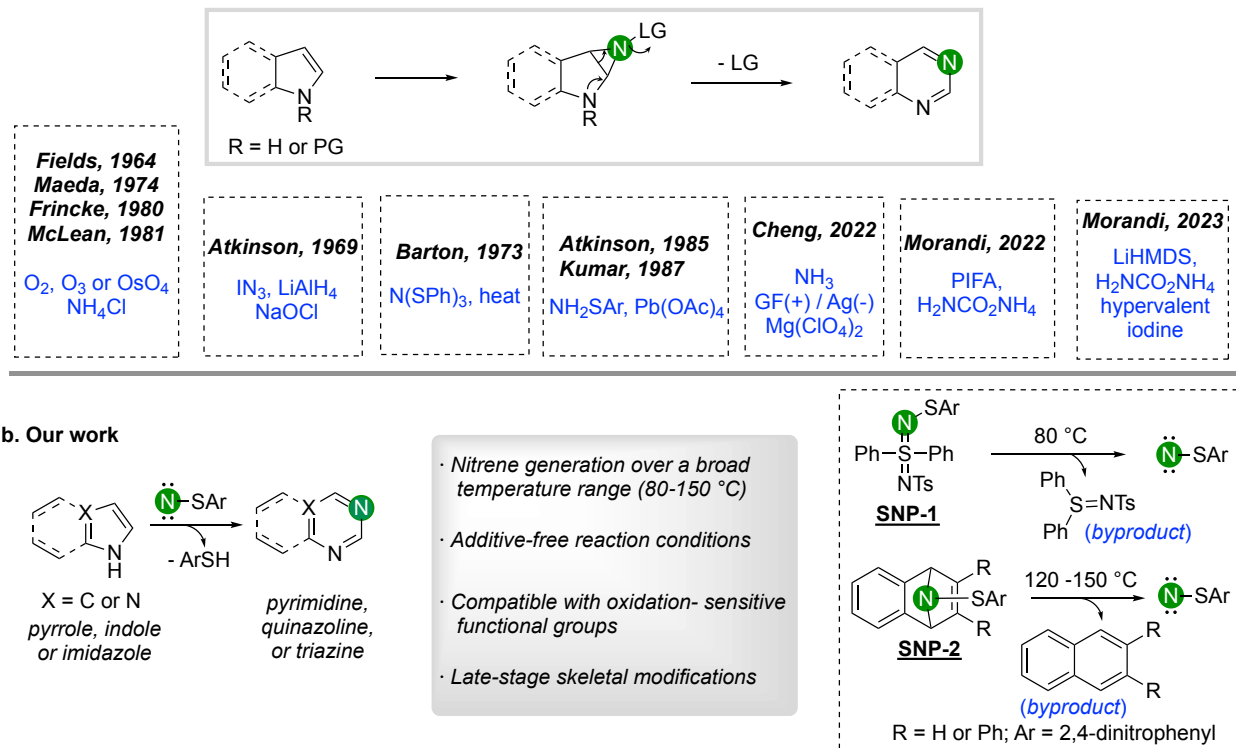 LG
N
- LG
N
N
R
N
R
N
R = H or PG
Fields, 1964
Maeda, 1974
Frincke, 1980
McLean, 1981
O₂, O₃ or OsO₄
NH₄Cl
Atkinson, 1969
IN₃, LiAlH₄
NaOCl
Barton, 1973
N(SPh)₃, heat
Atkinson, 1985
Kumar, 1987
NH₂SAr, Pb(OAc)₄
Cheng, 2022
NH₃
GF(+) / Ag(-)
Mg(ClO₄)₂
Morandi, 2022
PIFA,
H₂NCO₂NH₄
Morandi, 2023
LiHMDS,
H₂NCO₂NH₄
hypervalent
iodine
b. Our work
X
N
H
N-SAr
- ArSH
X
N
N
X = C or N
pyrrole, indole
or imidazole
pyrimidine,
quinazoline,
or triazine
· Nitrene generation over a broad
temperature range (80-150 °C)
· Additive-free reaction conditions
· Compatible with oxidation- sensitive
functional groups
· Late-stage skeletal modifications
SAr
N
Ph
S
Ph
NTs
SNP-1
80 °C
N-SAr
Ph
S=NTs
Ph
(byproduct)
R
N
SAr
R
SNP-2
120 -150 °C
N-SAr
R
R
(byproduct)
R = H or Ph; Ar = 2,4-dinitrophenyl